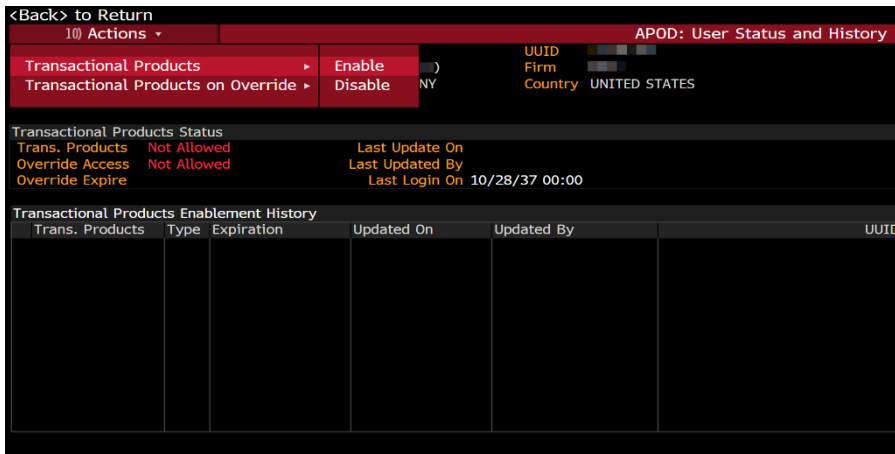 <Back> to Return
10) Actions
APOD: User Status and History
UUID
Transactional Products
Enable
)
Firm
Transactional Products on Override
Disable
NY
Country UNITED STATES
Transactional Products Status
Trans. Products Not Allowed Last Update On
Override Access Not Allowed Last Updated By
Override Expire Last Login On 10/28/37 00:00
Transactional Products Enablement History
Trans. Products Type Expiration Updated On Updated By UUID